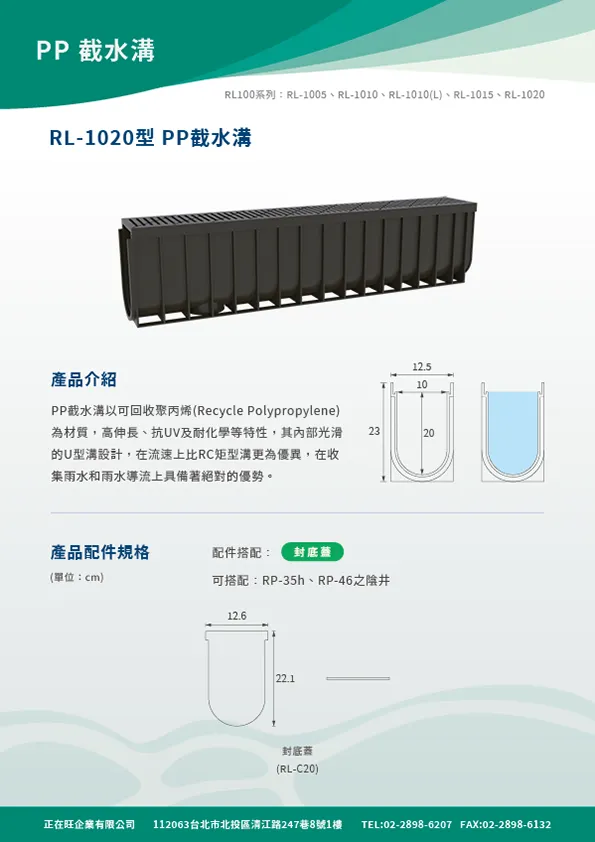 PP 截水溝
RL100系列：RL-1005、RL-1010、RL-1010(L)、RL-1015、RL-1020
RL-1020型 PP截水溝
產品介紹
PP截水溝以可回收聚丙烯(Recycle Polypropylene)
為材質，高伸長、抗UV及耐化學等特性，其內部光滑
的U型溝設計，在流速上比RC矩型溝更為優異，在收
集雨水和雨水導流上具備著絕對的優勢。
12.5
10
23
20
產品配件規格
(單位：cm)
配件搭配： 封底蓋
可搭配：RP-35h、RP-46之陰井
12.6
22.1
封底蓋
(RL-C20)
正在旺企業有限公司 112063台北市北投區清江路247巷8號1樓 TEL:02-2898-6207 FAX:02-2898-6132